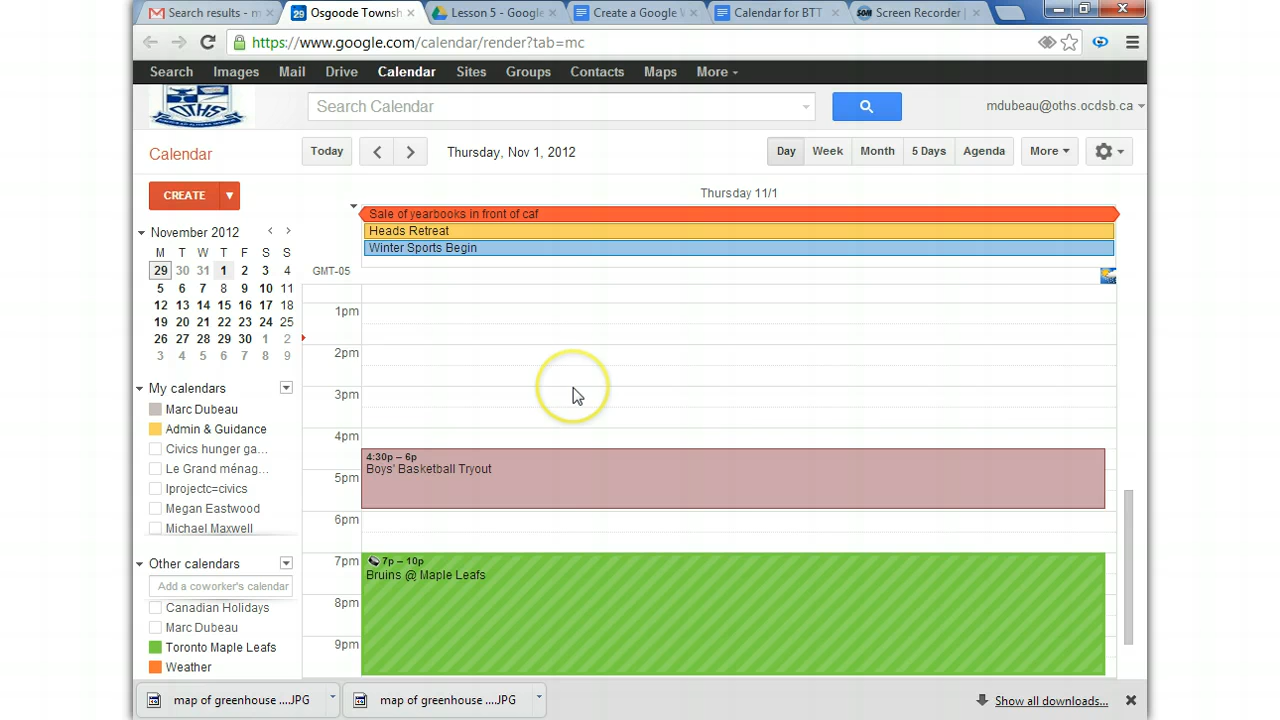 Search results - m
29 Osgoode Townsh
Lesson 5 - Google
Create a Google
Calendar for BTT
SOM Screen Recorder
https://www.google.com/calendar/render?tab=mc
Search Images Mail Drive Calendar Sites Groups Contacts Maps More
OTHS
Search Calendar
mdubeau@oths.ocdsb.ca
Calendar
Today
Thursday, Nov 1, 2012
Day Week Month 5 Days Agenda More
CREATE
Thursday 11/1
Sale of yearbooks in front of caf
Heads Retreat
Winter Sports Begin
GMT-05
November 2012
M T W T F S S
29 30 31 1 2 3 4
5 6 7 8 9 10 11
12 13 14 15 16 17 18
19 20 21 22 23 24 25
26 27 28 29 30 1 2
3 4 5 6 7 8 9
My calendars
Marc Dubeau
Admin & Guidance
Civics hunger ga...
Le Grand ménag...
Iprojectc=civics
Megan Eastwood
Michael Maxwell
Other calendars
Add a coworker's calendar
Canadian Holidays
Marc Dubeau
Toronto Maple Leafs
Weather
1pm
2pm
3pm
4pm
4:30p – 6p
Boys' Basketball Tryout
5pm
6pm
7pm
7p – 10p
Bruins @ Maple Leafs
8pm
9pm
map of greenhouse ....JPG
map of greenhouse ....JPG
Show all downloads...